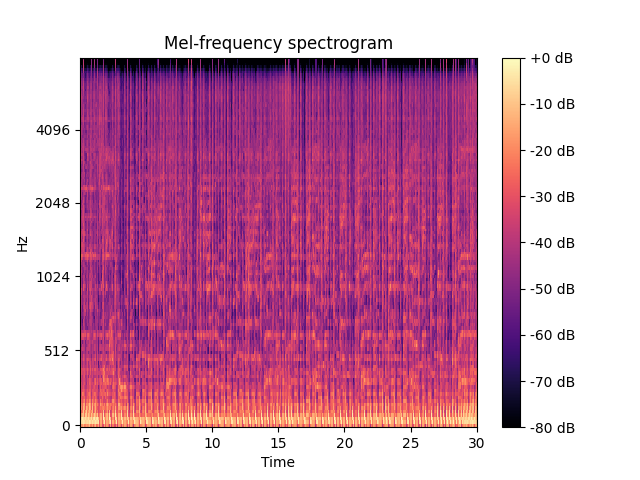 Mel-frequency spectrogram
Hz
4096
2048
1024
512
0
0 5 10 15 20 25 30
Time
+0 dB
-10 dB
-20 dB
-30 dB
-40 dB
-50 dB
-60 dB
-70 dB
-80 dB